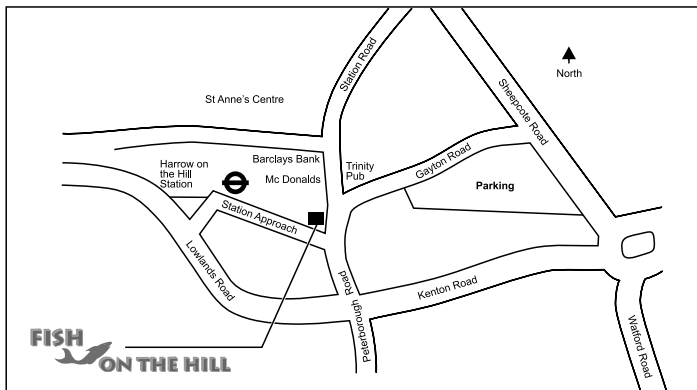 Station Road
North
Sheepcote Road
St Anne's Centre
Barclays Bank
Mc Donalds
Trinity
Pub
Gayton Road
Harrow on
the Hill
Station
Parking
Station Approach
Lowlands Road
Peterborough Road
Kenton Road
Watford Road
FISH
ON THE HILL